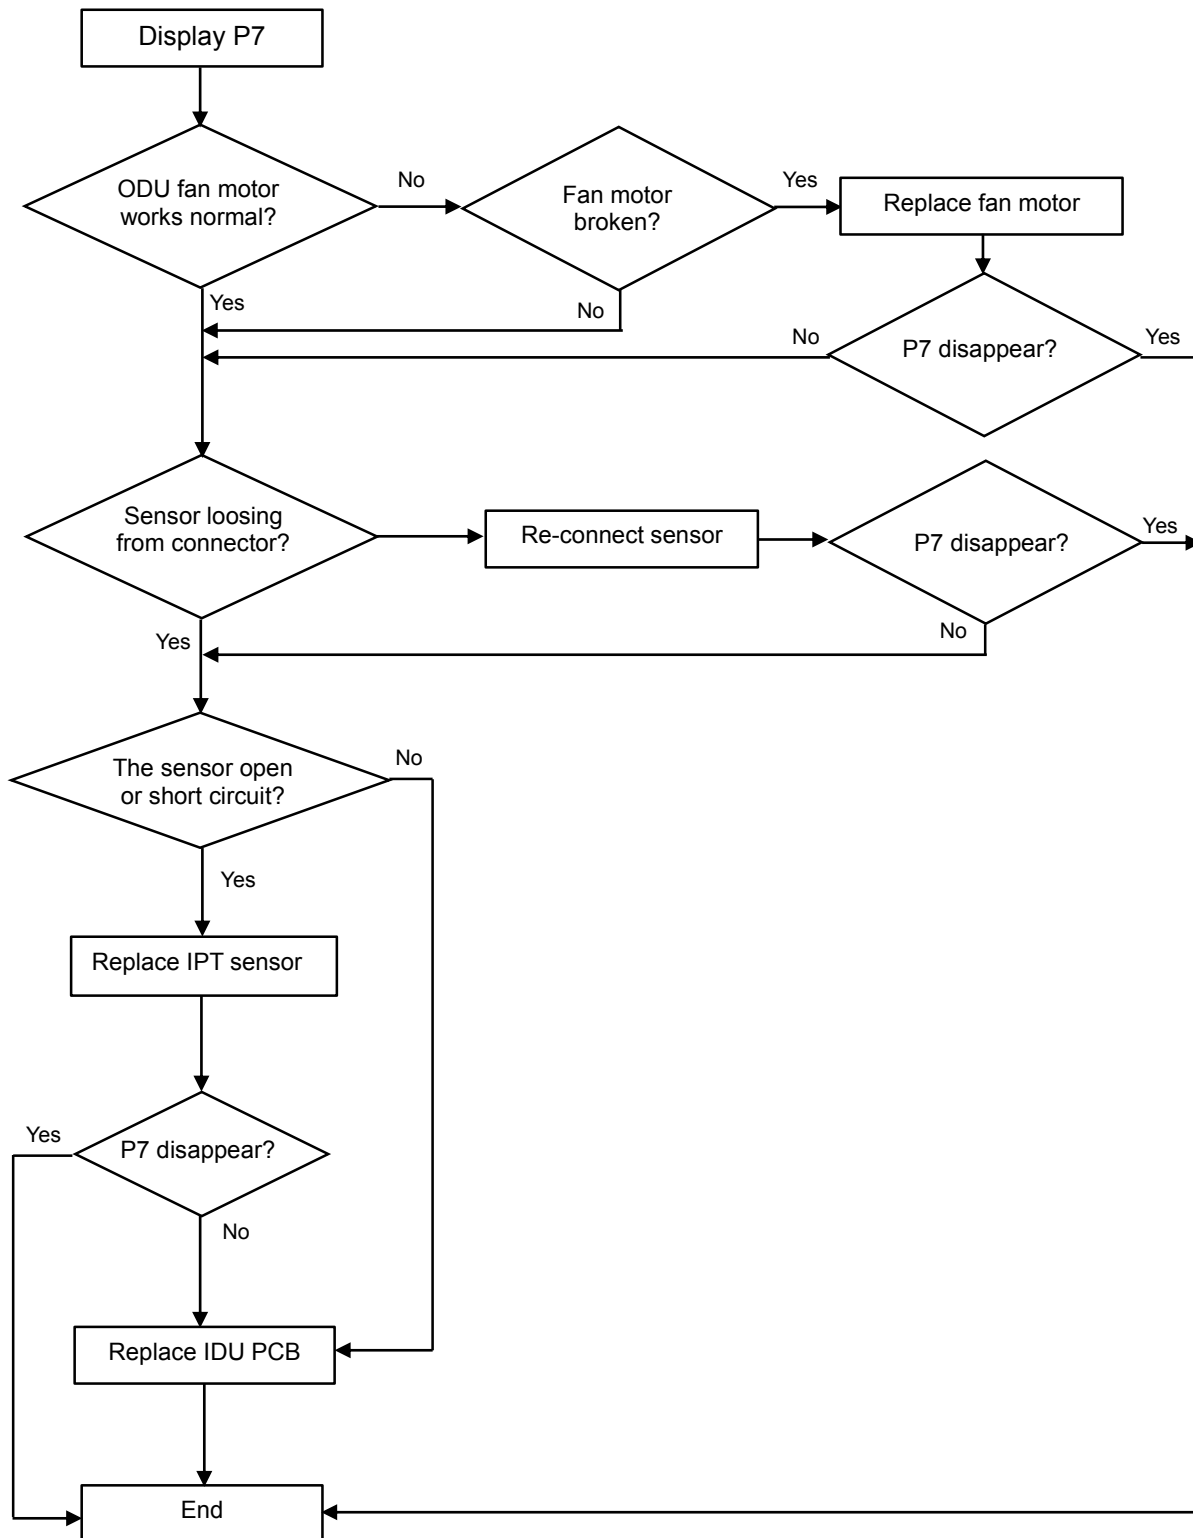 Display P7
ODU fan motor
works normal?
No
Fan motor
broken?
Yes
Replace fan motor
Yes
No
No
P7 disappear?
Yes
Sensor loosing
from connector?
Re-connect sensor
P7 disappear?
Yes
Yes
No
The sensor open
or short circuit?
No
Yes
Replace IPT sensor
Yes
P7 disappear?
No
Replace IDU PCB
End